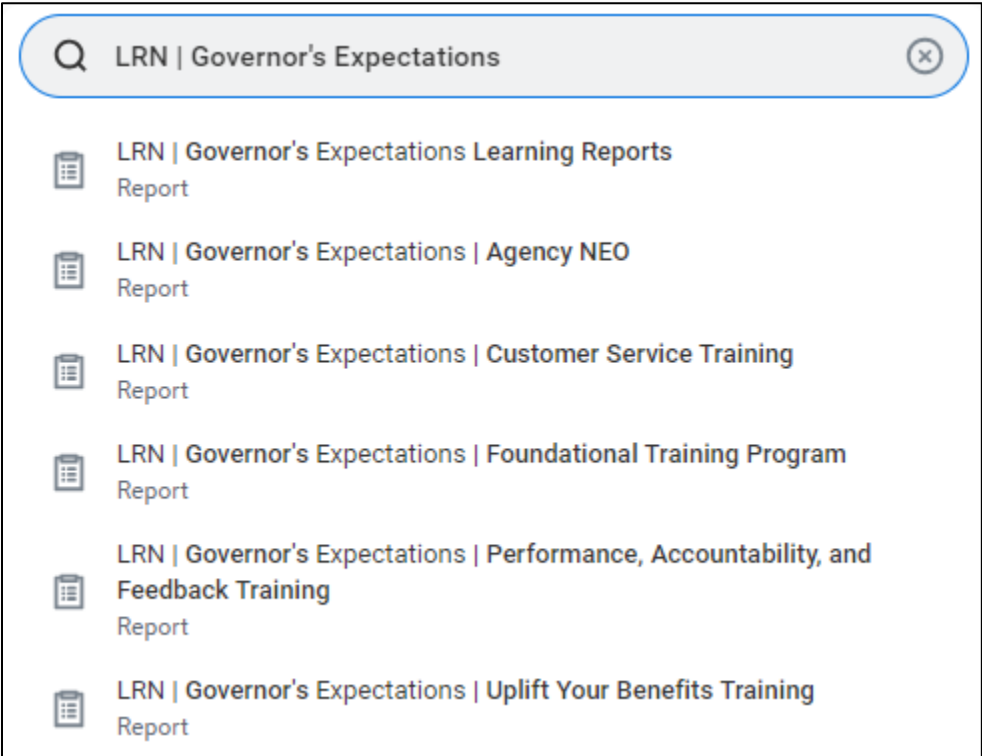 LRN | Governor's Expectations
LRN | Governor's Expectations Learning Reports
Report
LRN | Governor's Expectations | Agency NEO
Report
LRN | Governor's Expectations | Customer Service Training
Report
LRN | Governor's Expectations | Foundational Training Program
Report
LRN | Governor's Expectations | Performance, Accountability, and
Feedback Training
Report
LRN | Governor's Expectations | Uplift Your Benefits Training
Report